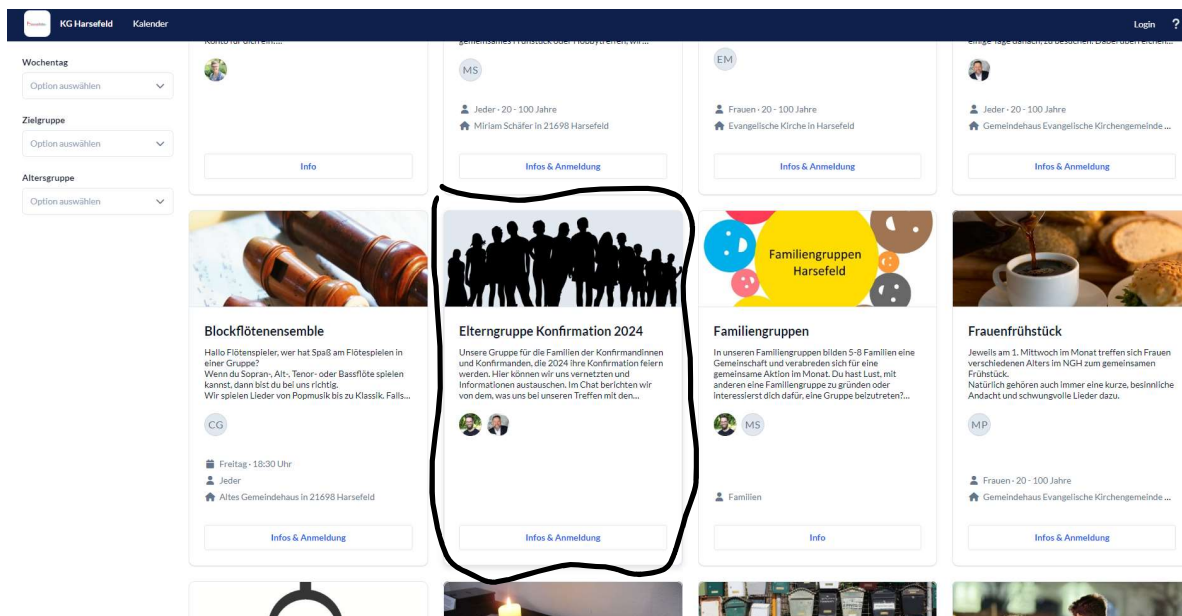 KG Harsefeld Kalender Login ?
Wochentag
Option auswählen
Zielgruppe
Option auswählen
Altersgruppe
Option auswählen
Info
gemeinsames Frühstück oder Hobbytreffen, wir ...
MS
Jeder · 20 - 100 Jahre
Miriam Schäfer in 21698 Harsefeld
Infos & Anmeldung
EM
Frauen · 20 - 100 Jahre
Evangelische Kirche in Harsefeld
Infos & Anmeldung
Jeder · 20 - 100 Jahre
Gemeindehaus Evangelische Kirchengemeinde ...
Infos & Anmeldung
Blockflötenensemble
Hallo Flötenspieler, wer hat Spaß am Flötespielen in
einer Gruppe?
Wenn du Sopran-, Alt-, Tenor- oder Bassflöte spielen
kannst, dann bist du bei uns richtig.
Wir spielen Lieder von Popmusik bis zu Klassik. Falls...
CG
Freitag · 18:30 Uhr
Jeder
Altes Gemeindehaus in 21698 Harsefeld
Infos & Anmeldung
Elterngruppe Konfirmation 2024
Unsere Gruppe für die Familien der Konfirmandinnen
und Konfirmanden, die 2024 ihre Konfirmation feiern
werden. Hier können wir uns vernetzten und
Informationen austauschen. Im Chat berichten wir
von dem, was uns bei unseren Treffen mit den...
Infos & Anmeldung
Familiengruppen
Harsefeld
Familiengruppen
In unseren Familiengruppen bilden 5-8 Familien eine
Gemeinschaft und verabreden sich für eine
gemeinsame Aktion im Monat. Du hast Lust, mit
anderen eine Familiengruppe zu gründen oder
interessierst dich dafür, eine Gruppe beizutreten?...
MS
Familien
Info
Frauenfrühstück
Jeweils am 1. Mittwoch im Monat treffen sich Frauen
verschiedenen Alters im NGH zum gemeinsamen
Frühstück.
Natürlich gehören auch immer eine kurze, besinnliche
Andacht und schwungvolle Lieder dazu.
MP
Frauen · 20 - 100 Jahre
Gemeindehaus Evangelische Kirchengemeinde ...
Infos & Anmeldung